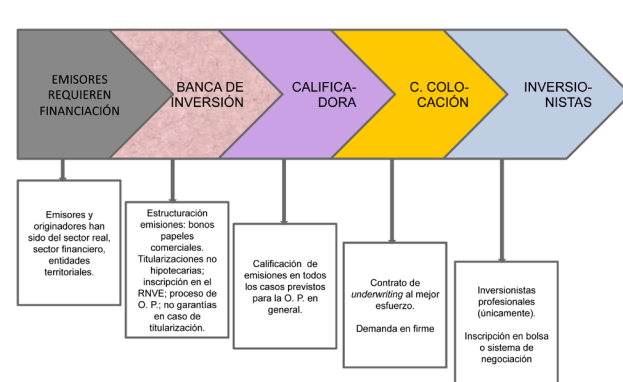 EMISORES
REQUIEREN
FINANCIACIÓN
BANCA DE
INVERSIÓN
CALIFICA-
DORA
C. COLO-
CACIÓN
INVERSIO-
NISTAS
Emisores y
originadores han
sido del sector real,
sector financiero,
entidades
territoriales.
Estructuración
emisiones: bonos
papeles
comerciales.
Titularizaciones no
hipotecarias;
inscripción en el
RNVE; proceso de
O. P.; no garantías
en caso de
titularización.
Calificación de
emisiones en todos
los casos previstos
para la O. P. en
general.
Contrato de
underwriting al mejor
esfuerzo.
Demanda en firme
Inversionistas
profesionales
(únicamente).
Inscripción en bolsa
o sistema de
negociación